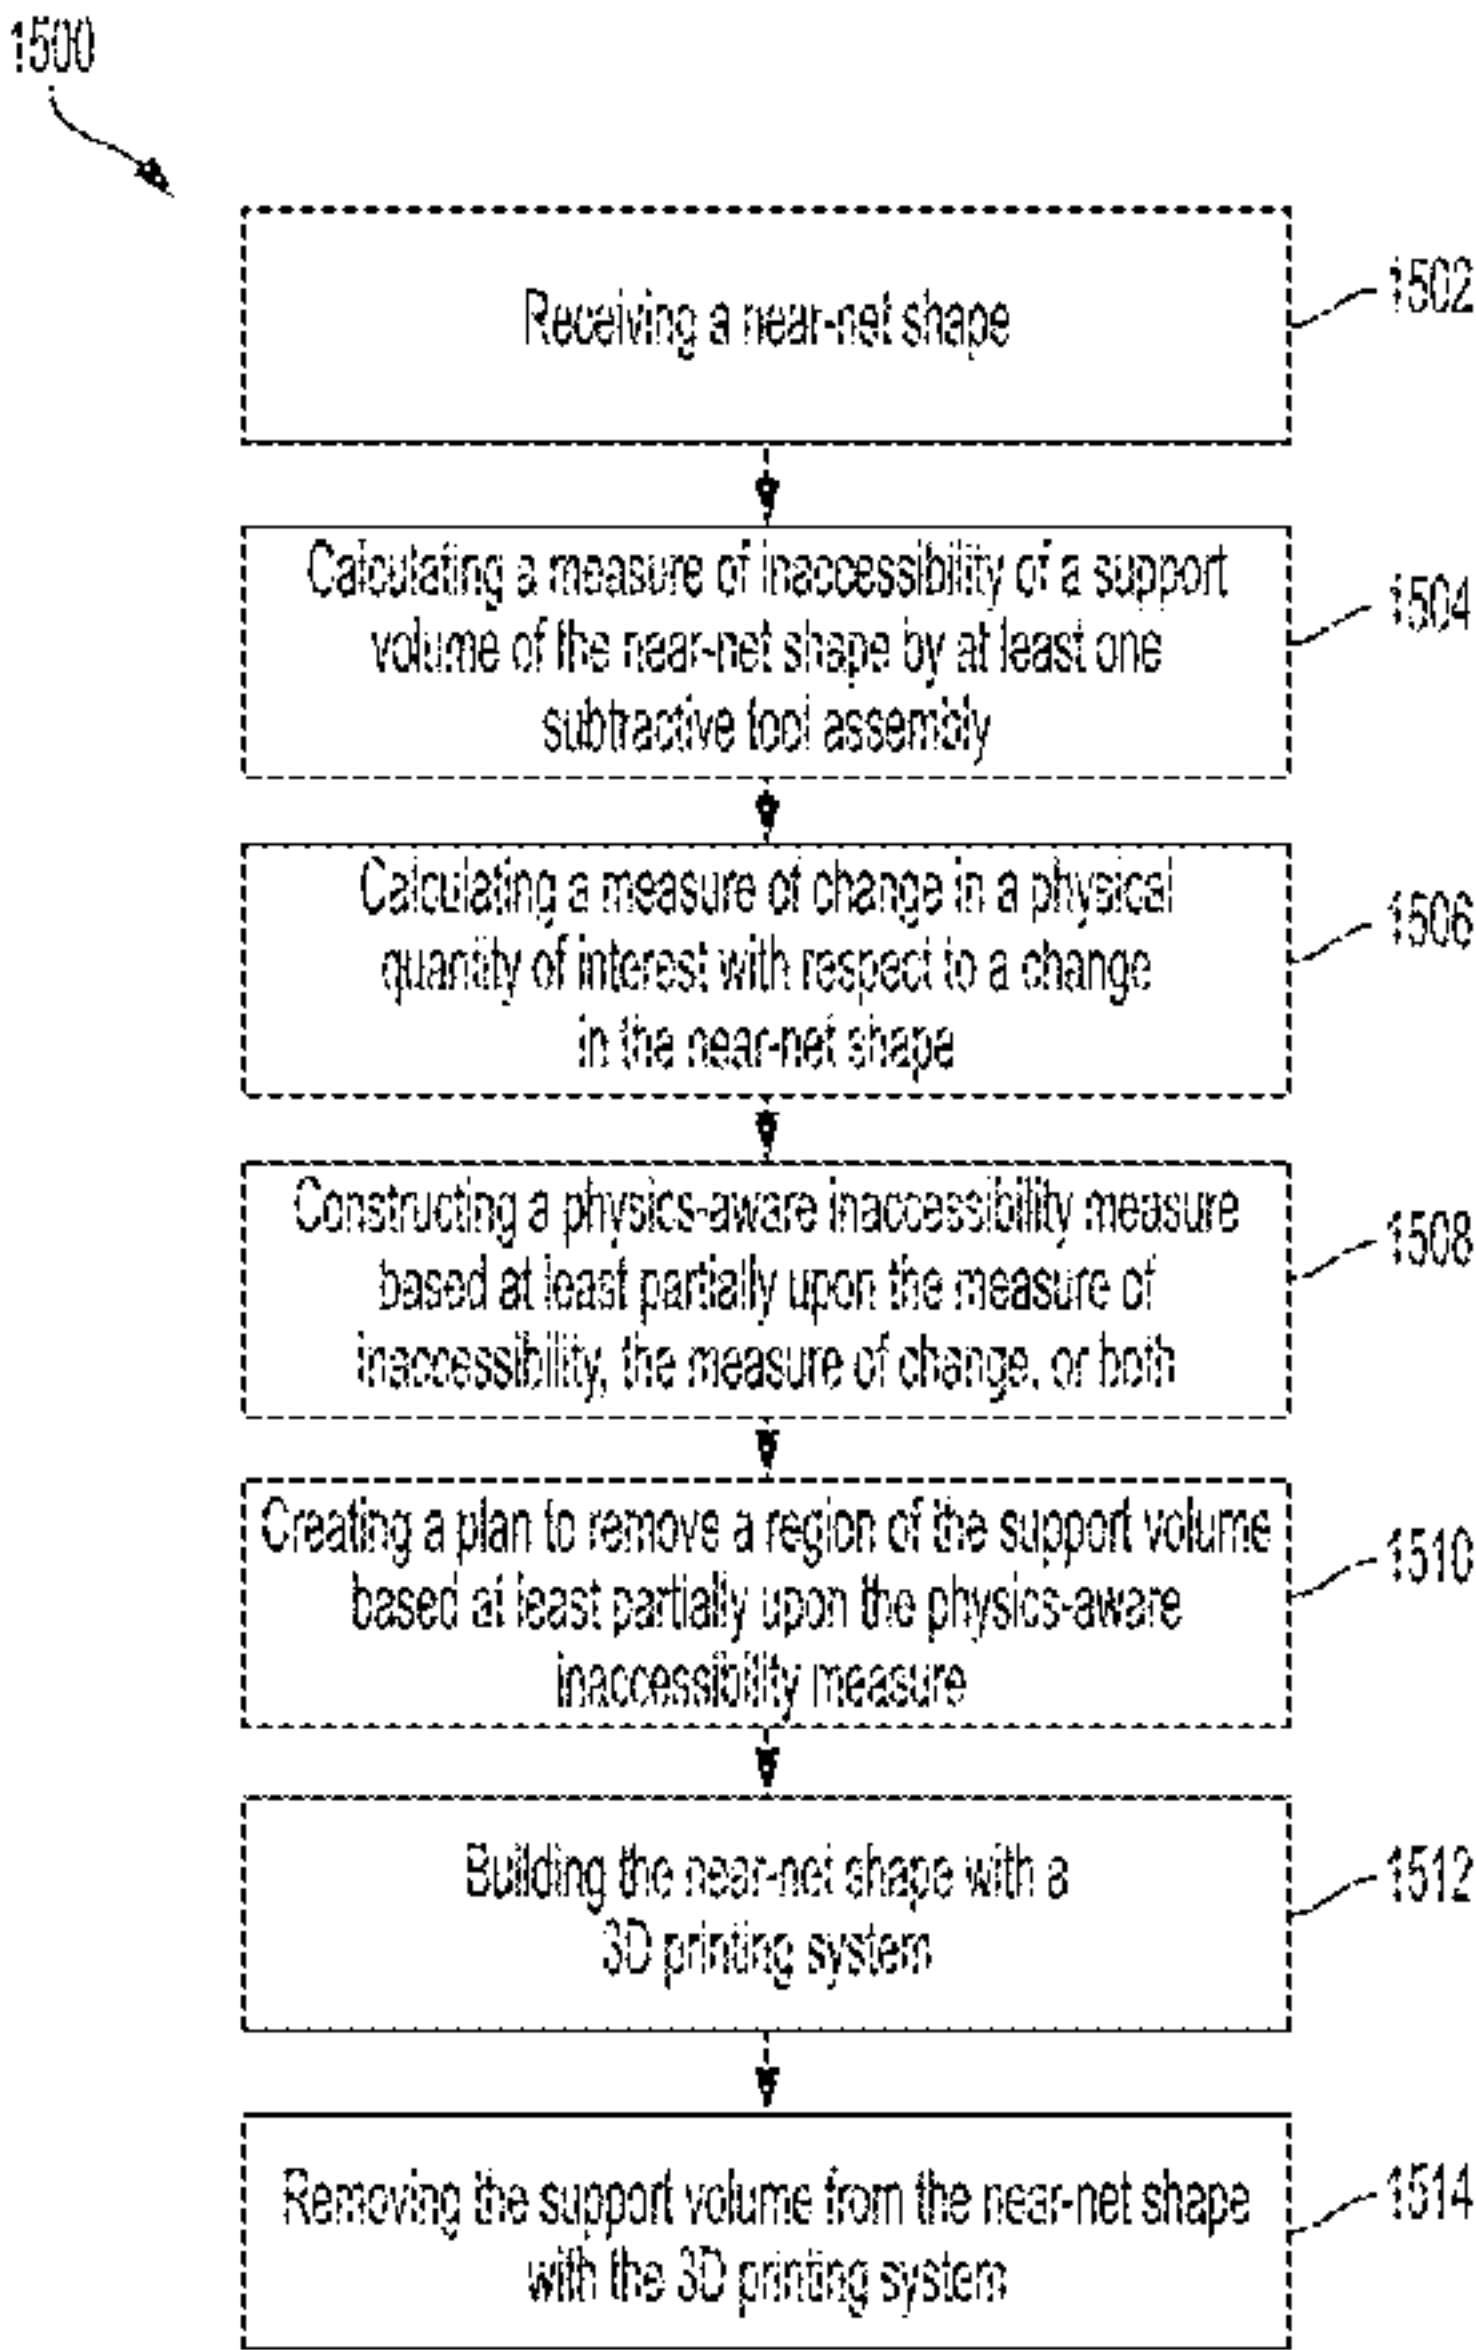 1500
Receiving a near-net shape
1502
Calculating a measure of inaccessibility of a support
volume of the near-net shape by at least one
subtractive tool assembly
1504
Calculating a measure of change in a physical
quantity of interest with respect to a change
in the near-net shape
1506
Constructing a physics-aware inaccessibility measure
based at least partially upon the measure of
inaccessibility, the measure of change, or both
1508
Creating a plan to remove a region of the support volume
based at least partially upon the physics-aware
inaccessibility measure
1510
Building the near-net shape with a
3D printing system
1512
Removing the support volume from the near-net shape
with the 3D printing system
1514